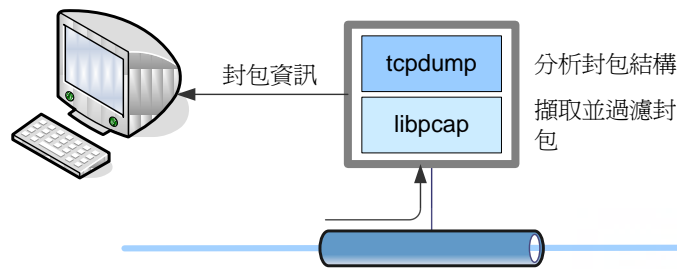 tcpdump
分析封包結構
封包資訊
libpcap
擷取並過濾封
包